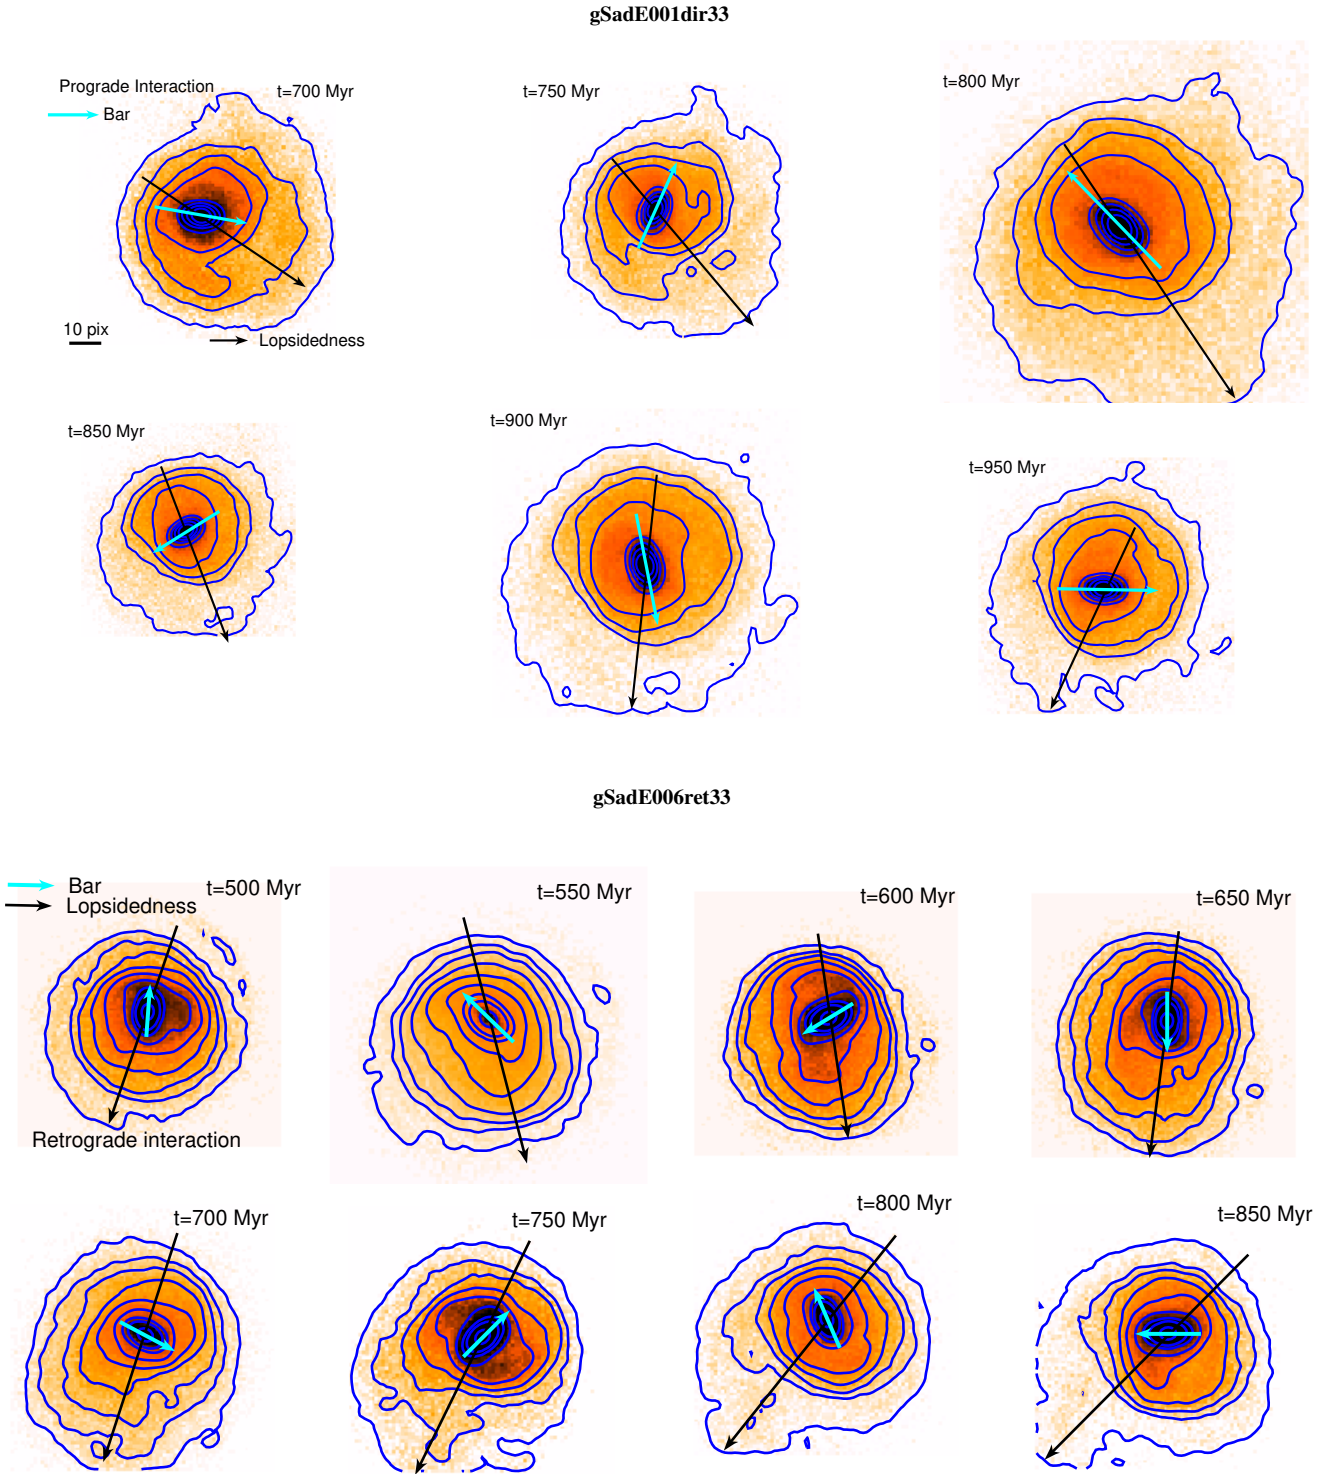 gSadE001dir33
Prograde Interaction
Bar
t=700 Myr
t=750 Myr
t=800 Myr
10 pix
Lopsidedness
t=850 Myr
t=900 Myr
t=950 Myr
gSadE006ret33
Bar
Lopsidedness
t=500 Myr
t=550 Myr
t=600 Myr
t=650 Myr
Retrograde interaction
t=700 Myr
t=750 Myr
t=800 Myr
t=850 Myr